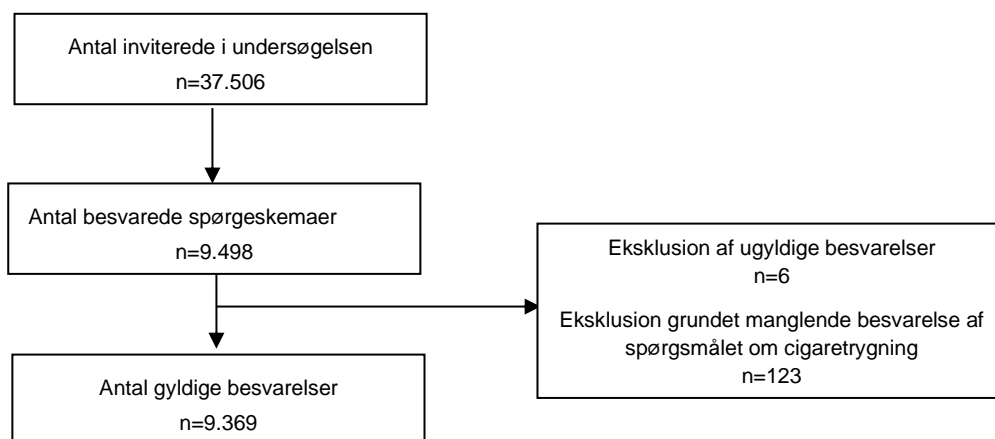 Antal inviterede i undersøgelsen
n=37.506
Antal besvarede spørgeskemaer
n=9.498
Eksklusion af ugyldige besvarelser
n=6
Eksklusion grundet manglende besvarelse af
spørgsmålet om cigaretrygning
n=123
Antal gyldige besvarelser
n=9.369